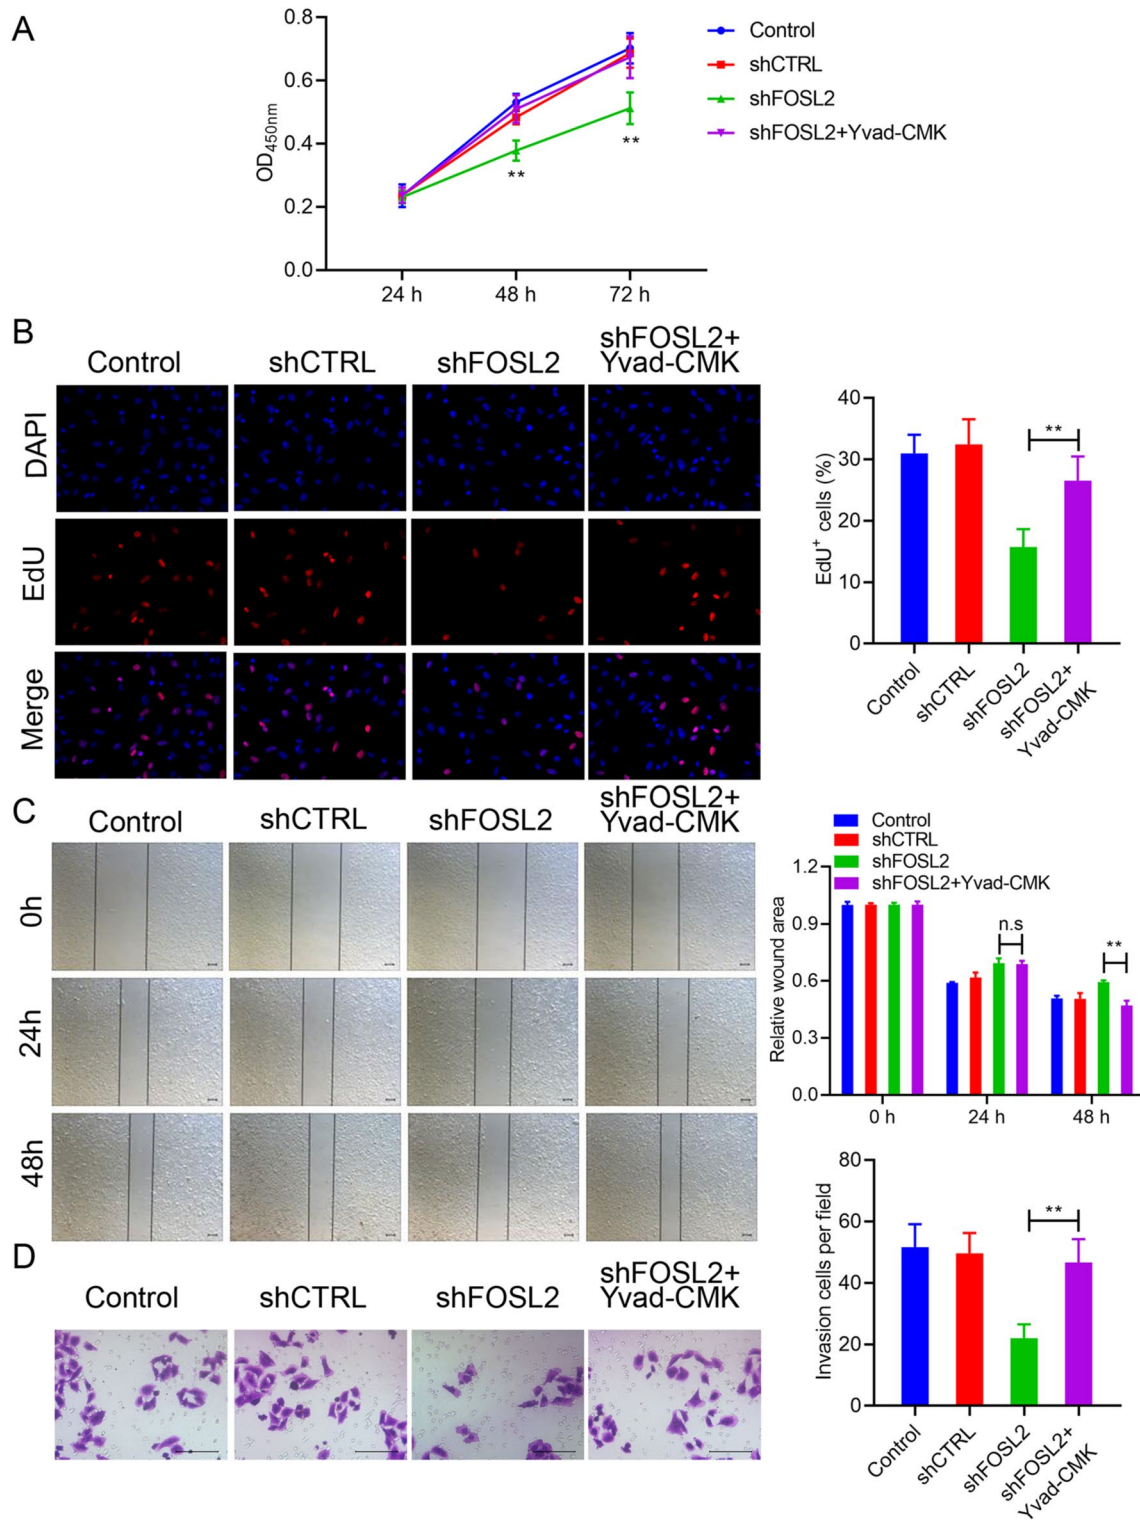 A
0.8
0.6
0.4
0.2
0.0
OD450nm
**
**
24 h
48 h
72 h
Control
shCTRL
shFOSL2
shFOSL2+Yvad-CMK
B
Control
shCTRL
shFOSL2
shFOSL2+
Yvad-CMK
DAPI
EdU
Merge
40
30
20
10
0
EdU+ cells (%)
**
Control
shCTRL
shFOSL2
shFOSL2+
Yvad-CMK
C
Control
shCTRL
shFOSL2
shFOSL2+
Yvad-CMK
0h
24h
48h
Control
shCTRL
shFOSL2
shFOSL2+Yvad-CMK
1.2
0.9
0.6
0.3
0.0
Relative wound area
n.s
**
0 h
24 h
48 h
D
Control
shCTRL
shFOSL2
shFOSL2+
Yvad-CMK
80
60
40
20
0
Invasion cells per field
**
Control
shCTRL
shFOSL2
shFOSL2+
Yvad-CMK